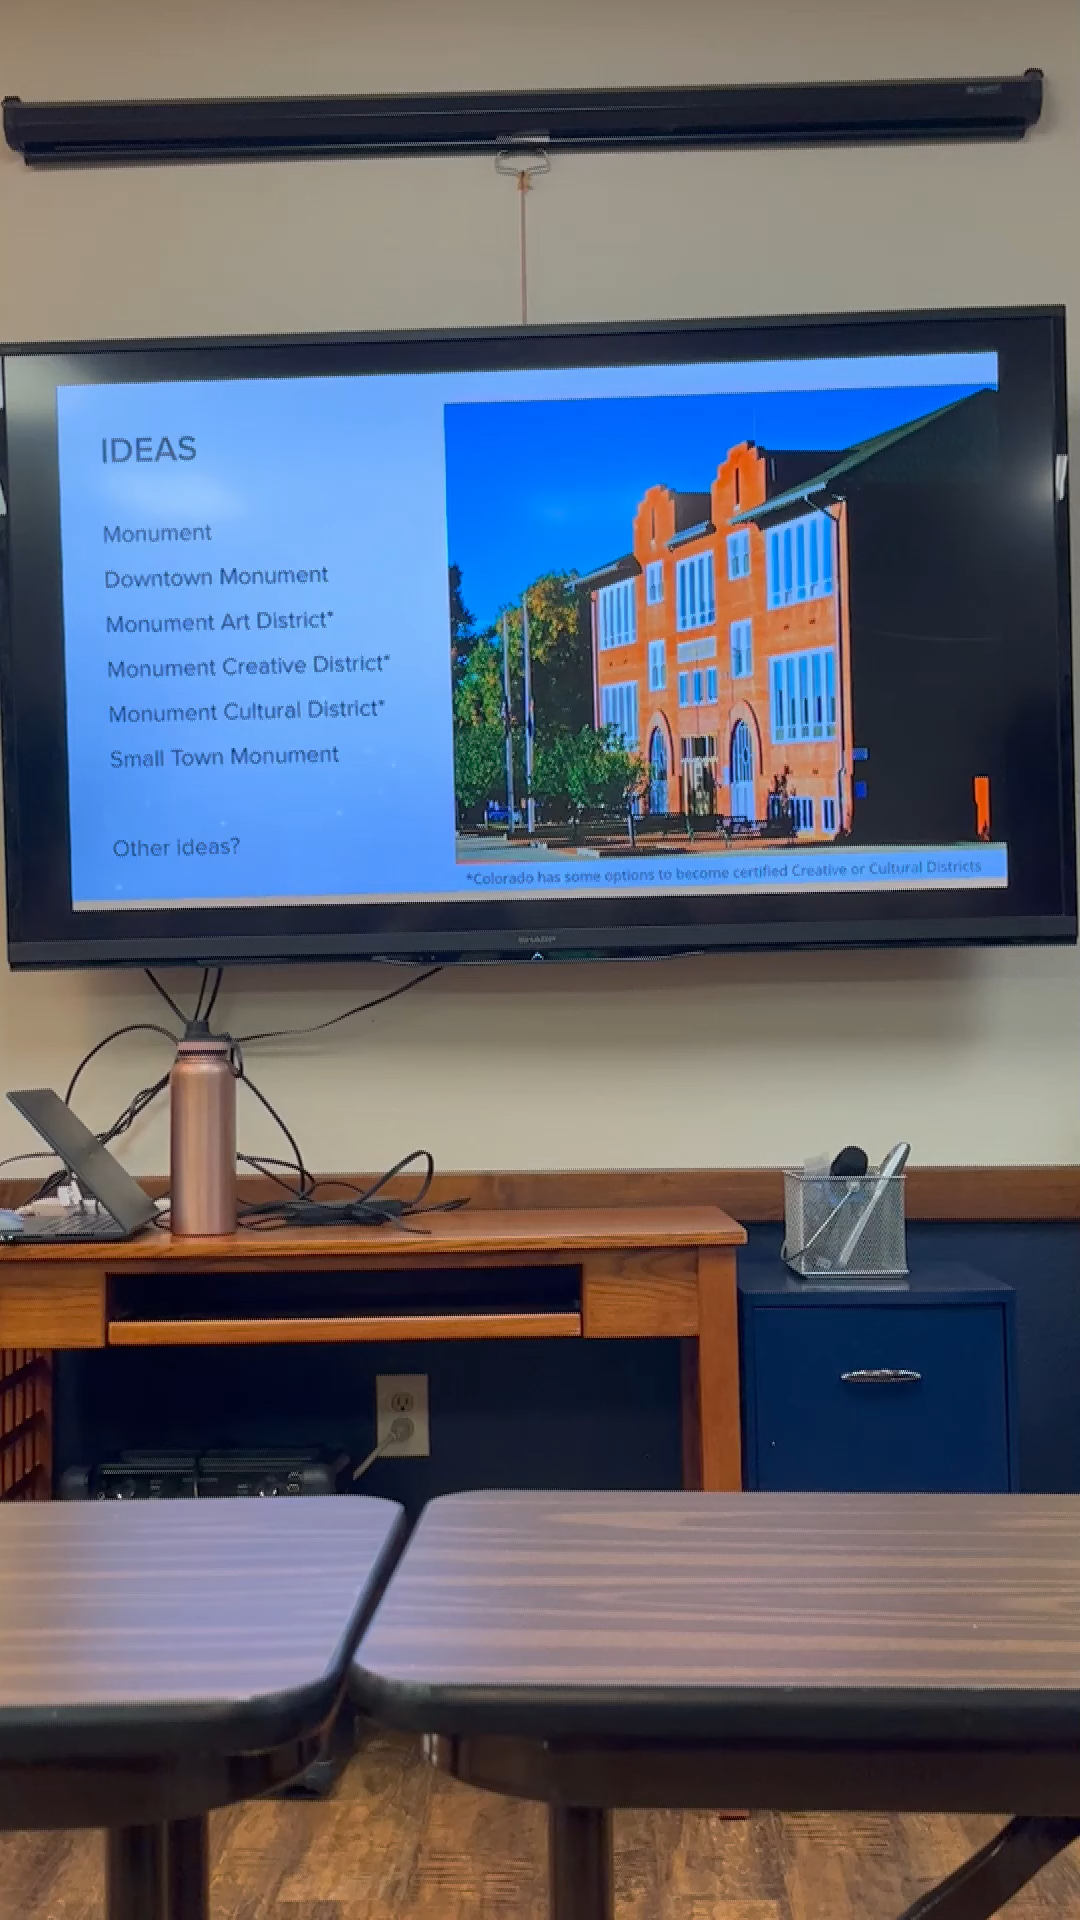 IDEAS
Monument
Downtown Monument
Monument Art District*
Monument Creative District*
Monument Cultural District*
Small Town Monument
Other ideas?
*Colorado has some options to become certified Creative or Cultural Districts
SHARP